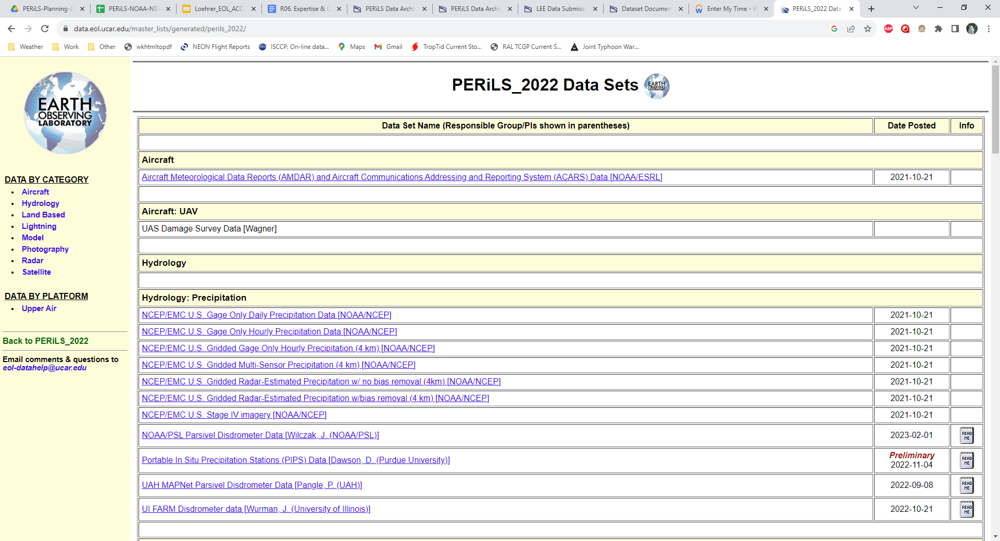 PERiLS-Planning-A
PERiLS-NOAA-NSF
Loehrer_EOL_ACCL
R06. Expertise & G
PERiLS Data Archi
PERiLS Data Archi
LEE Data Submissi
Dataset Documen
Enter My Time - W
PERiLS_2022 Data
data.eol.ucar.edu/master_lists/generated/perils_2022/
ABP
Weather
Work
Other
wkhtmltopdf
NEON Flight Reports
ISCCP: On-line data...
Maps
Gmail
TropTid Current Sto...
RAL TCGP Current S...
Joint Typhoon War...
EARTH
OBSERVING
LABORATORY
DATA BY CATEGORY
Aircraft
Hydrology
Land Based
Lightning
Model
Photography
Radar
Satellite
DATA BY PLATFORM
Upper Air
Back to PERiLS_2022
Email comments & questions to
eol-datahelp@ucar.edu
PERiLS_2022 Data Sets
EARTH
OBSERVING
LABORATORY
Data Set Name (Responsible Group/PIs shown in parentheses) Date Posted Info
Aircraft
Aircraft Meteorological Data Reports (AMDAR) and Aircraft Communications Addressing and Reporting System (ACARS) Data [NOAA/ESRL] 2021-10-21
Aircraft: UAV
UAS Damage Survey Data [Wagner]
Hydrology
Hydrology: Precipitation
NCEP/EMC U.S. Gage Only Daily Precipitation Data [NOAA/NCEP] 2021-10-21
NCEP/EMC U.S. Gage Only Hourly Precipitation Data [NOAA/NCEP] 2021-10-21
NCEP/EMC U.S. Gridded Gage Only Hourly Precipitation (4 km) [NOAA/NCEP] 2021-10-21
NCEP/EMC U.S. Gridded Multi-Sensor Precipitation (4 km) [NOAA/NCEP] 2021-10-21
NCEP/EMC U.S. Gridded Radar-Estimated Precipitation w/ no bias removal (4km) [NOAA/NCEP] 2021-10-21
NCEP/EMC U.S. Gridded Radar-Estimated Precipitation w/bias removal (4 km) [NOAA/NCEP] 2021-10-21
NCEP/EMC U.S. Stage IV imagery [NOAA/NCEP] 2021-10-21
NOAA/PSL Parsivel Disdrometer Data [Wilczak, J. (NOAA/PSL)] 2023-02-01 READ ME
Portable In Situ Precipitation Stations (PIPS) Data [Dawson, D. (Purdue University)] Preliminary 2022-11-04 READ ME
UAH MAPNet Parsivel Disdrometer Data [Pangle, P. (UAH)] 2022-09-08 READ ME
UI FARM Disdrometer data [Wurman, J. (University of Illinois)] 2022-10-21 READ ME